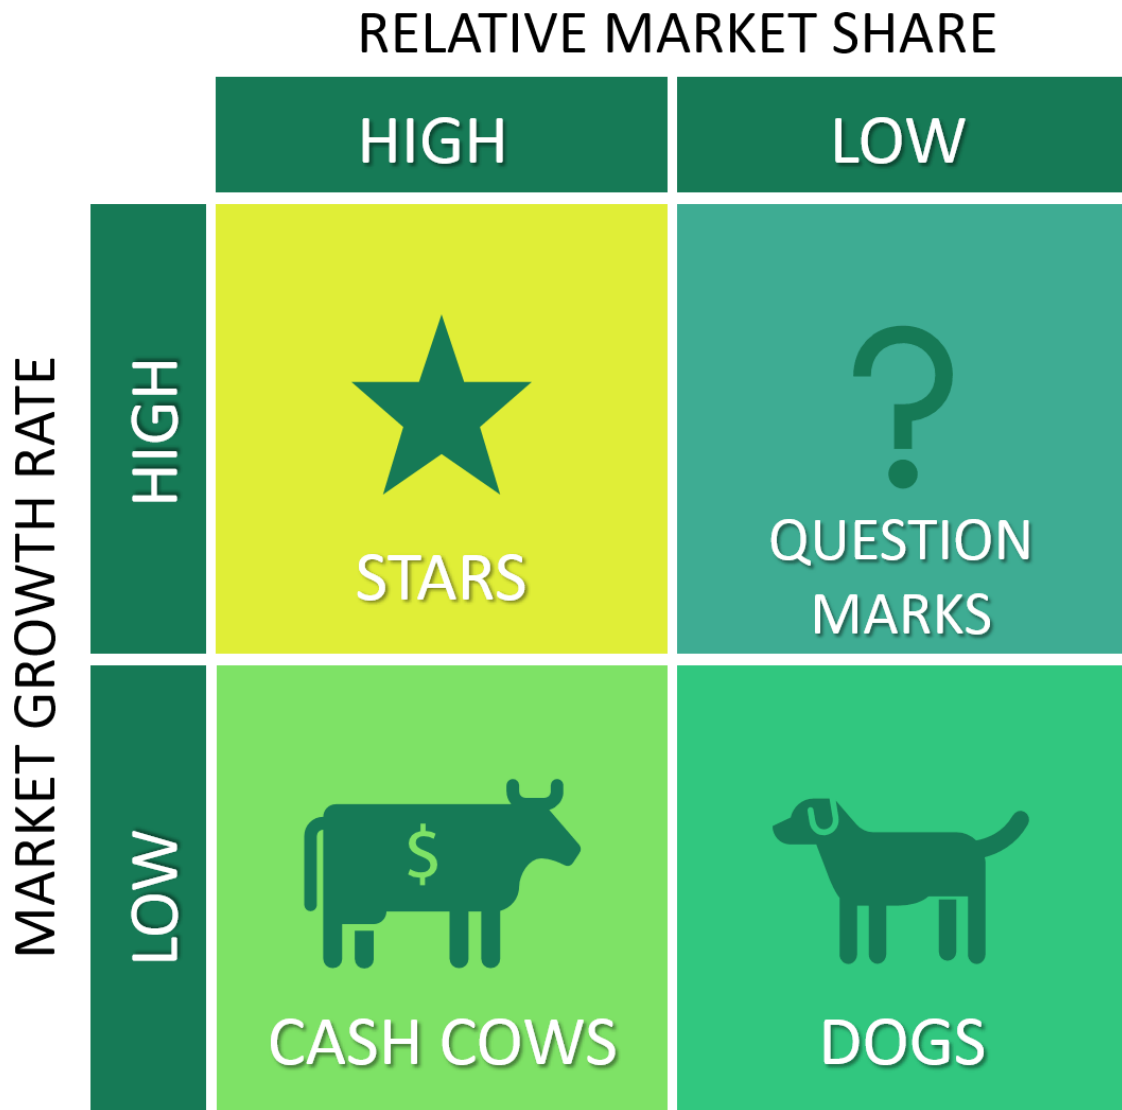 RELATIVE MARKET SHARE
HIGH
LOW
MARKET GROWTH RATE
HIGH
STARS
?
QUESTION
MARKS
LOW
$
CASH COWS
DOGS